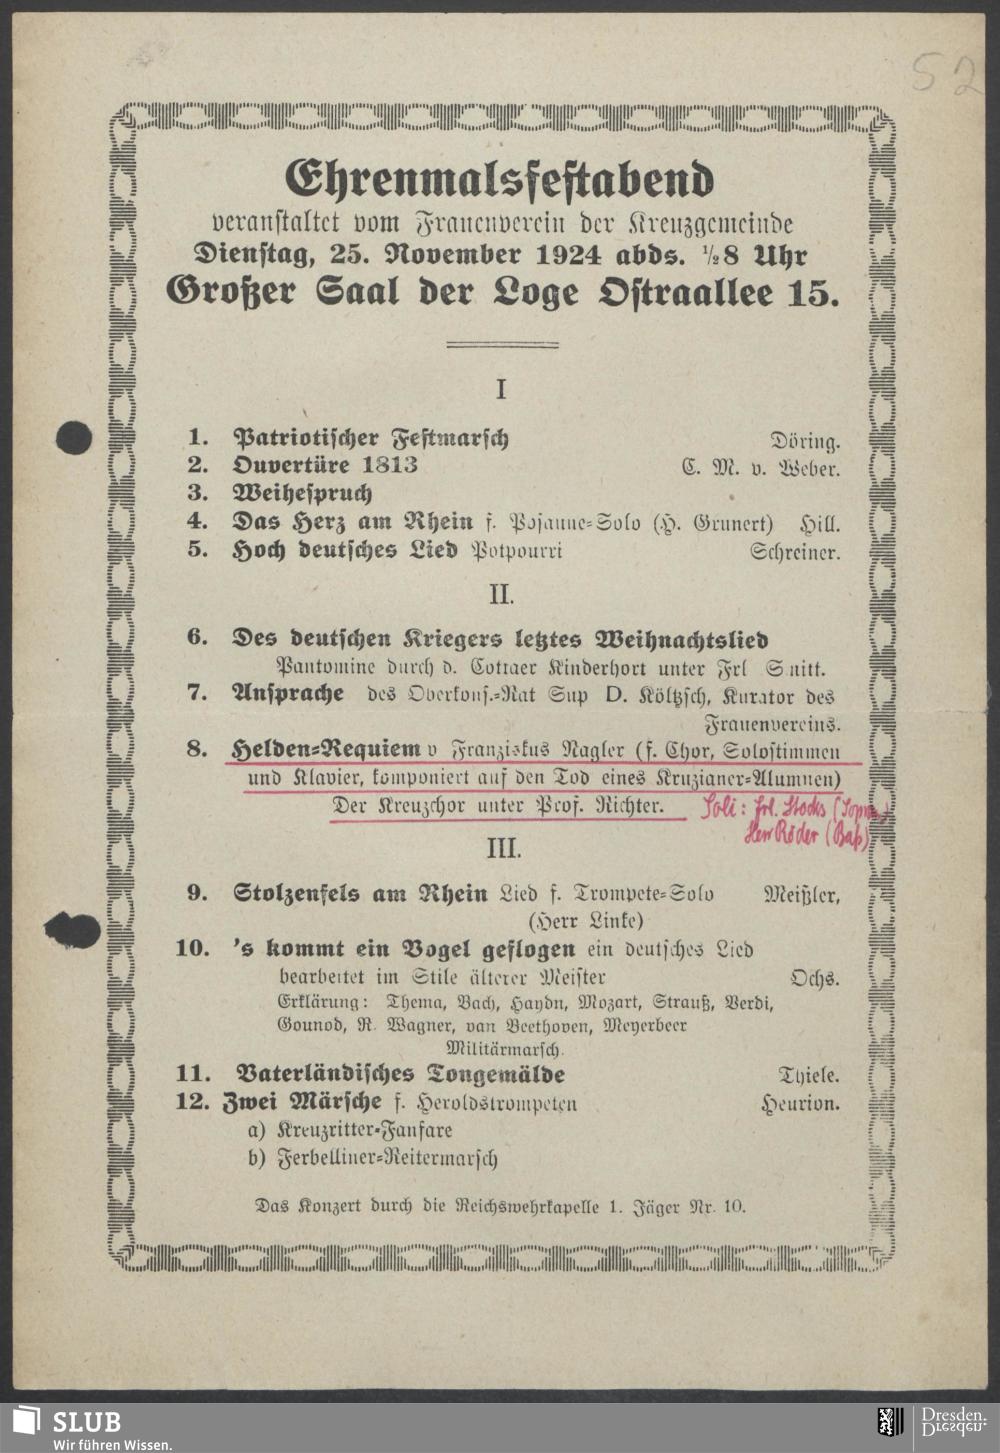 52
Ehrenmalsfestabend
veranstaltet vom Frauenverein der Kreuzgemeinde
Dienstag, 25. November 1924 abds. ½8 Uhr
Großer Saal der Loge Ostraallee 15.
I
1. Patriotischer Festmarsch Döring.
2. Ouvertüre 1813 C. M. v. Weber.
3. Weihespruch
4. Das Herz am Rhein f. Posaune-Solo (H. Grunert) Hill.
5. Hoch deutsches Lied Potpourri Schreiner.
II.
6. Des deutschen Kriegers letztes Weihnachtslied
Pantomine durch d. Cottaer Kinderhort unter Frl S nitt.
7. Ansprache des Oberkons.-Rat Sup D. Költzsch, Kurator des
Frauenvereins.
8. Helden-Requiem v Franziskus Nagler (f. Chor, Solostimmen
und Klavier, komponiert auf den Tod eines Kruzianer-Alumnen)
Der Kreuzchor unter Prof. Richter. Soli: Frl. Stocks (Sopran)
Herr Röder (Baß)
III.
9. Stolzenfels am Rhein Lied f. Trompete-Solo Meißler,
(Herr Linke)
10. 's kommt ein Vogel geflogen ein deutsches Lied
bearbeitet im Stile älterer Meister Ochs.
Erklärung: Thema, Bach, Haydn, Mozart, Strauß, Verdi,
Gounod, R. Wagner, van Beethoven, Meyerbeer
Militärmarsch.
11. Vaterländisches Tongemälde Thiele.
12. Zwei Märsche f. Heroldstrompeten Henrion.
a) Kreuzritter-Fanfare
b) Ferbelliner-Reitermarsch
Das Konzert durch die Reichswehrkapelle 1. Jäger Nr. 10.
SLUB
Wir führen Wissen.
Dresden.
Dresden.